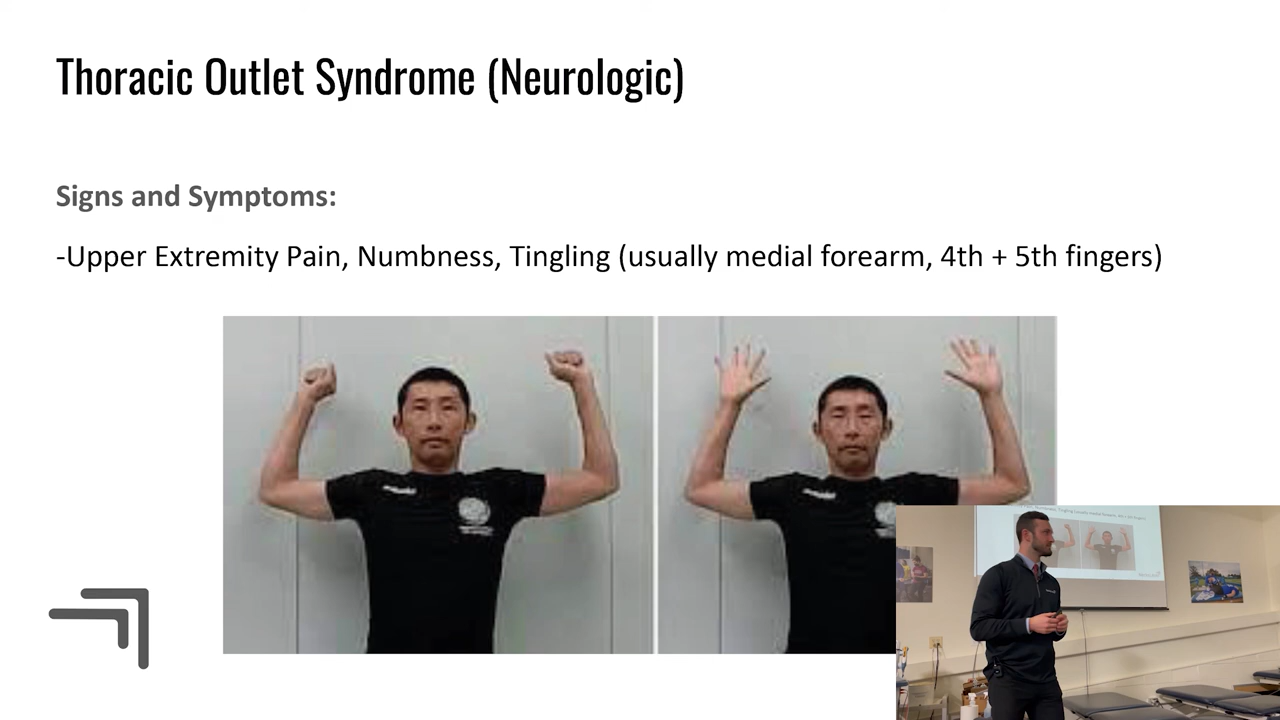 Thoracic Outlet Syndrome (Neurologic)
Signs and Symptoms:
-Upper Extremity Pain, Numbness, Tingling (usually medial forearm, 4th + 5th fingers)